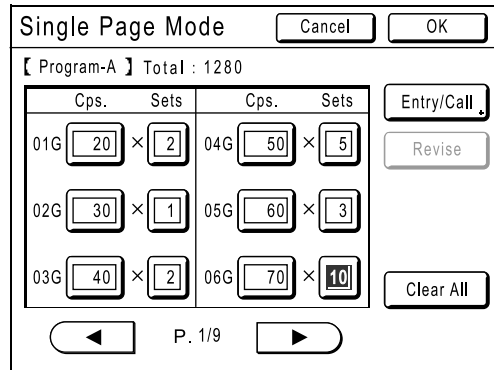 Single Page Mode Cancel OK
【 Program-A 】 Total : 1280
Cps. Sets Cps. Sets Entry/Call
01G 20 × 2 04G 50 × 5 Revise
02G 30 × 1 05G 60 × 3
03G 40 × 2 06G 70 × 10 Clear All
◀ P. 1/9 ▶